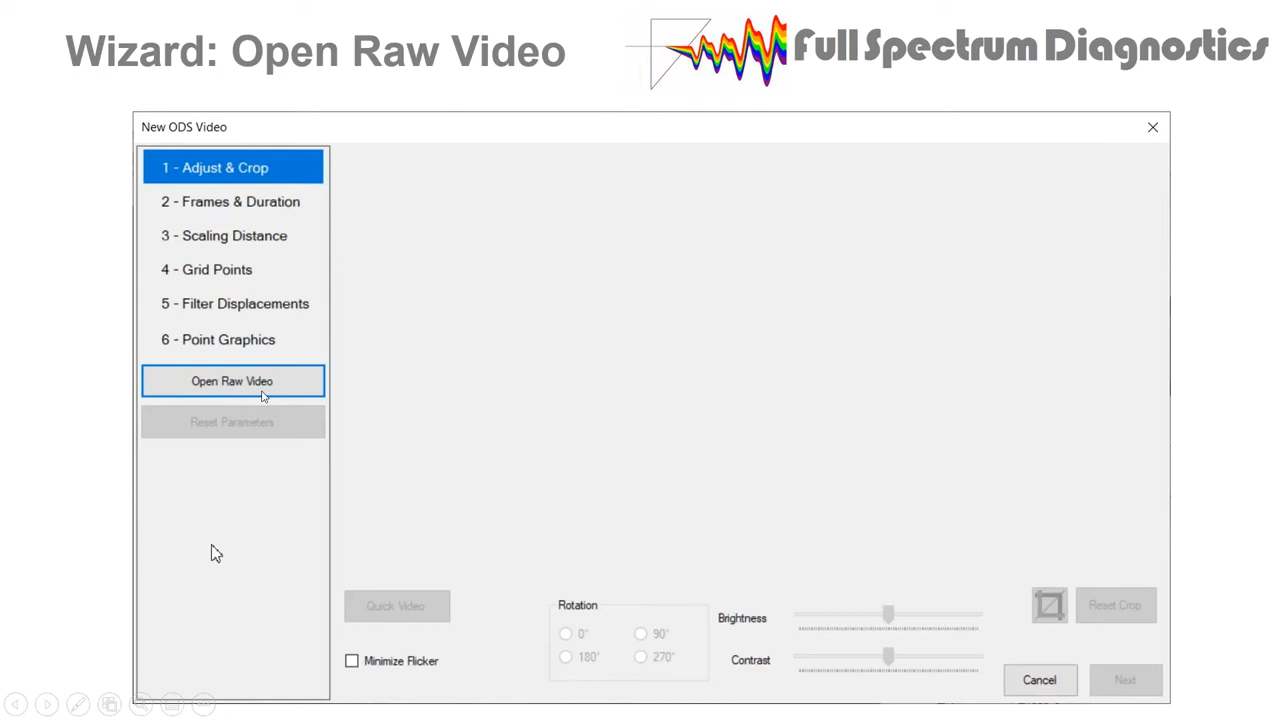 Wizard: Open Raw Video
Full Spectrum Diagnostics
New ODS Video
1 - Adjust & Crop
2 - Frames & Duration
3 - Scaling Distance
4 - Grid Points
5 - Filter Displacements
6 - Point Graphics
Open Raw Video
Reset Parameters
Quick Video
Minimize Flicker
Rotation
0°
90°
180°
270°
Brightness
Contrast
Reset Crop
Cancel
Next